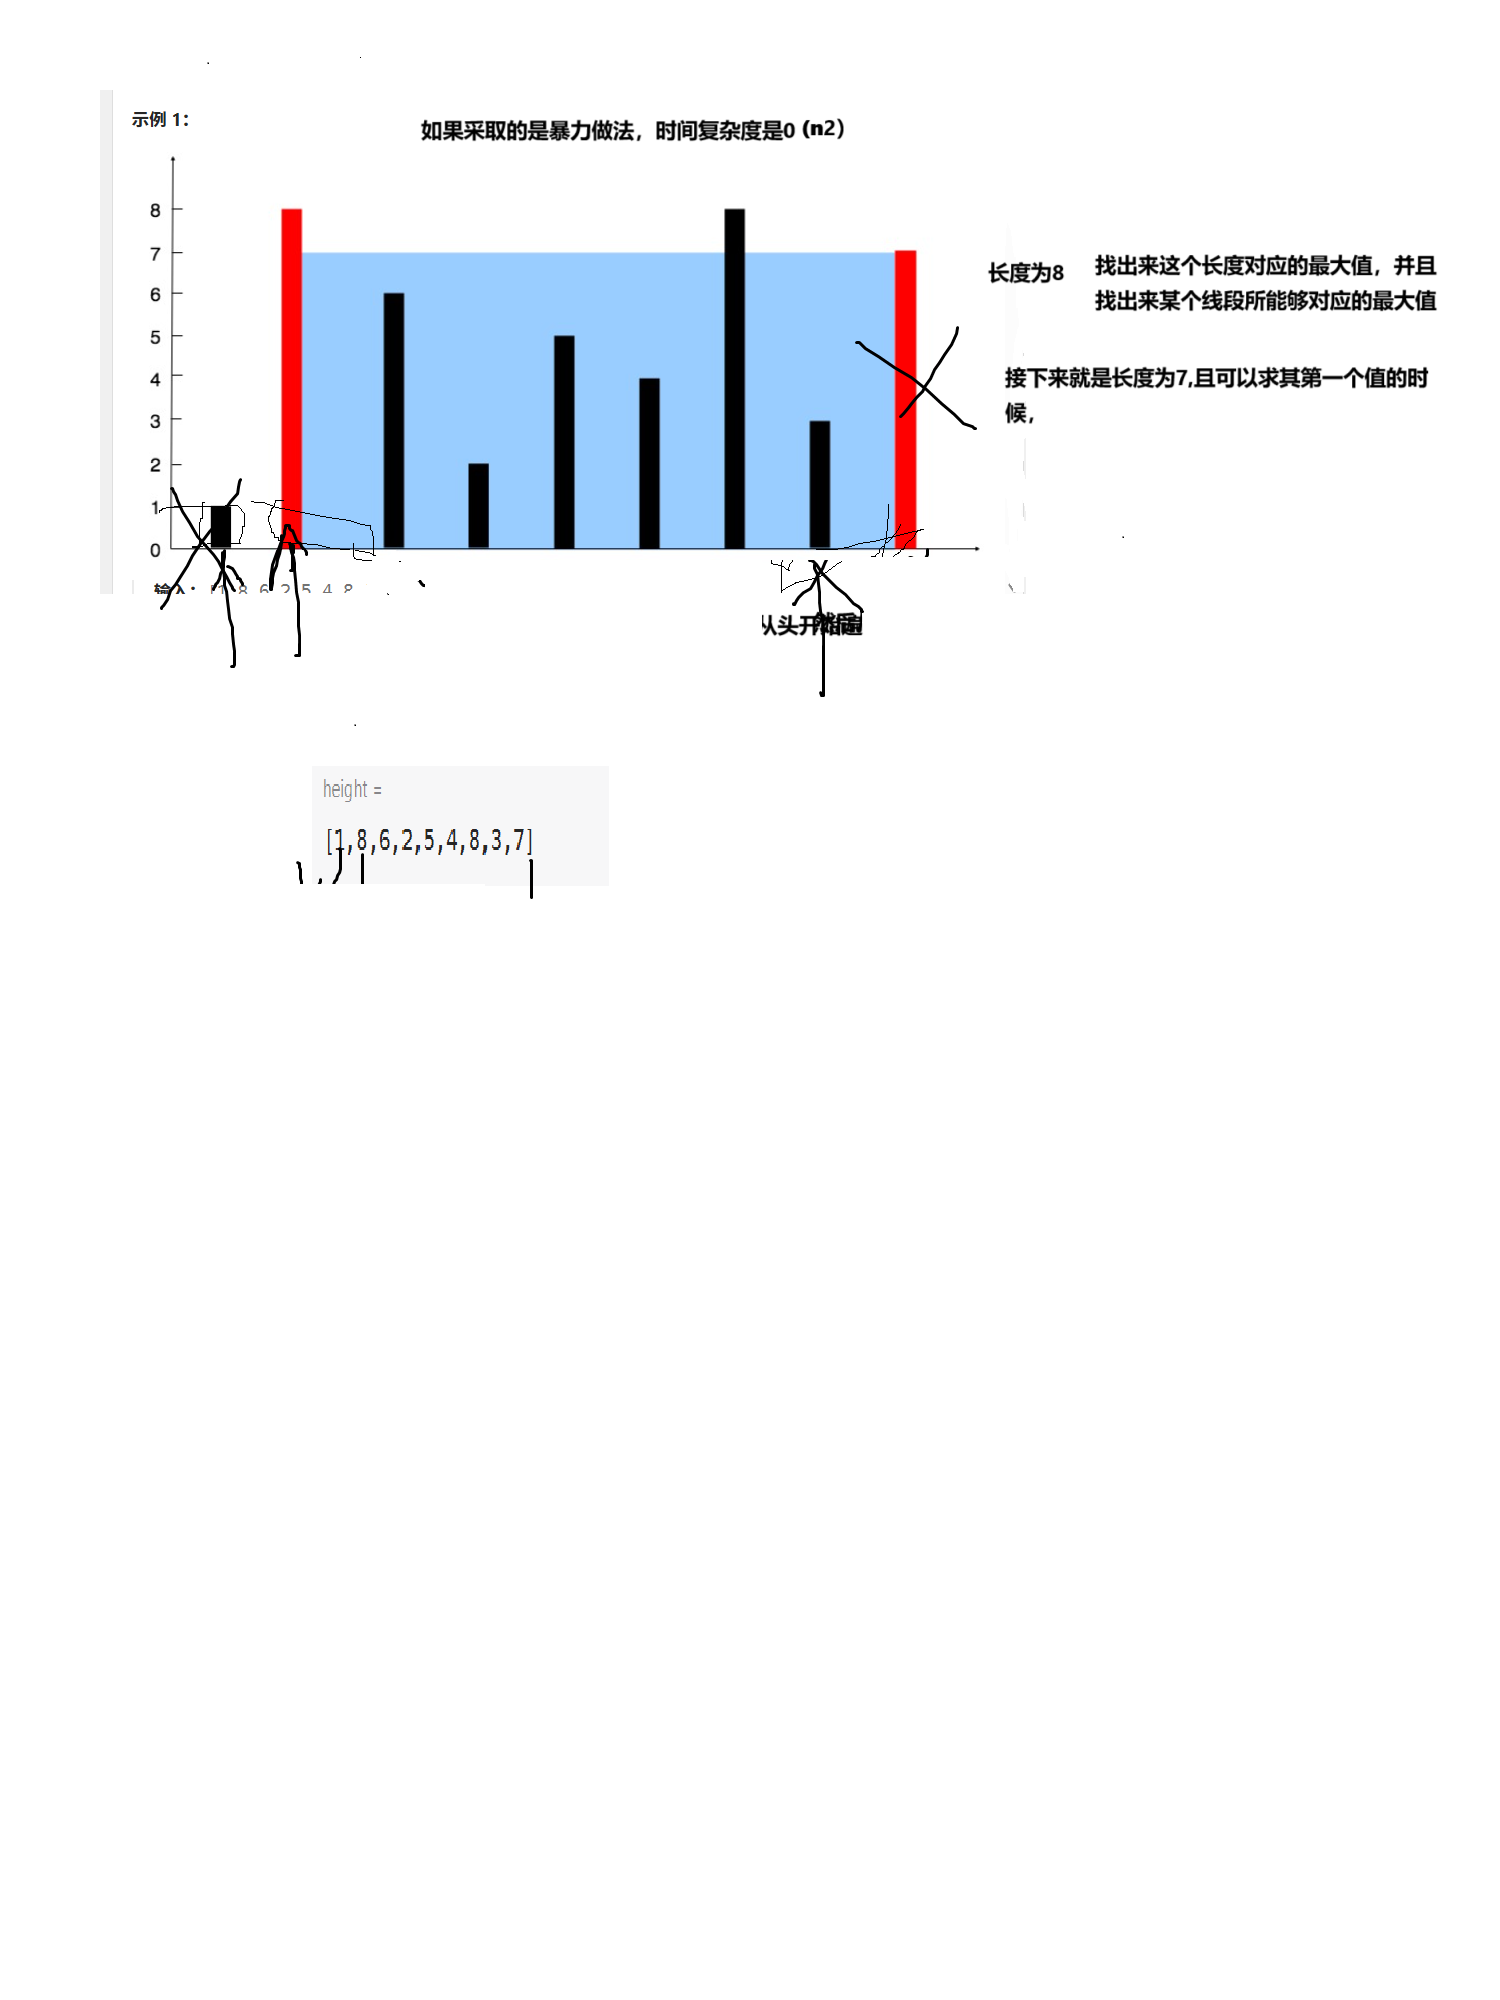 示例 1：
如果采取的是暴力做法，时间复杂度是0 (n2）
8
7
6
5
4
3
2
1
0
长度为8
找出来这个长度对应的最大值，并且
找出来某个线段所能够对应的最大值
接下来就是长度为7,且可以求其第一个值的时
候，
输入：[1,8,6,2,5,4,8
从头开始遍
height =
[1,8,6,2,5,4,8,3,7]